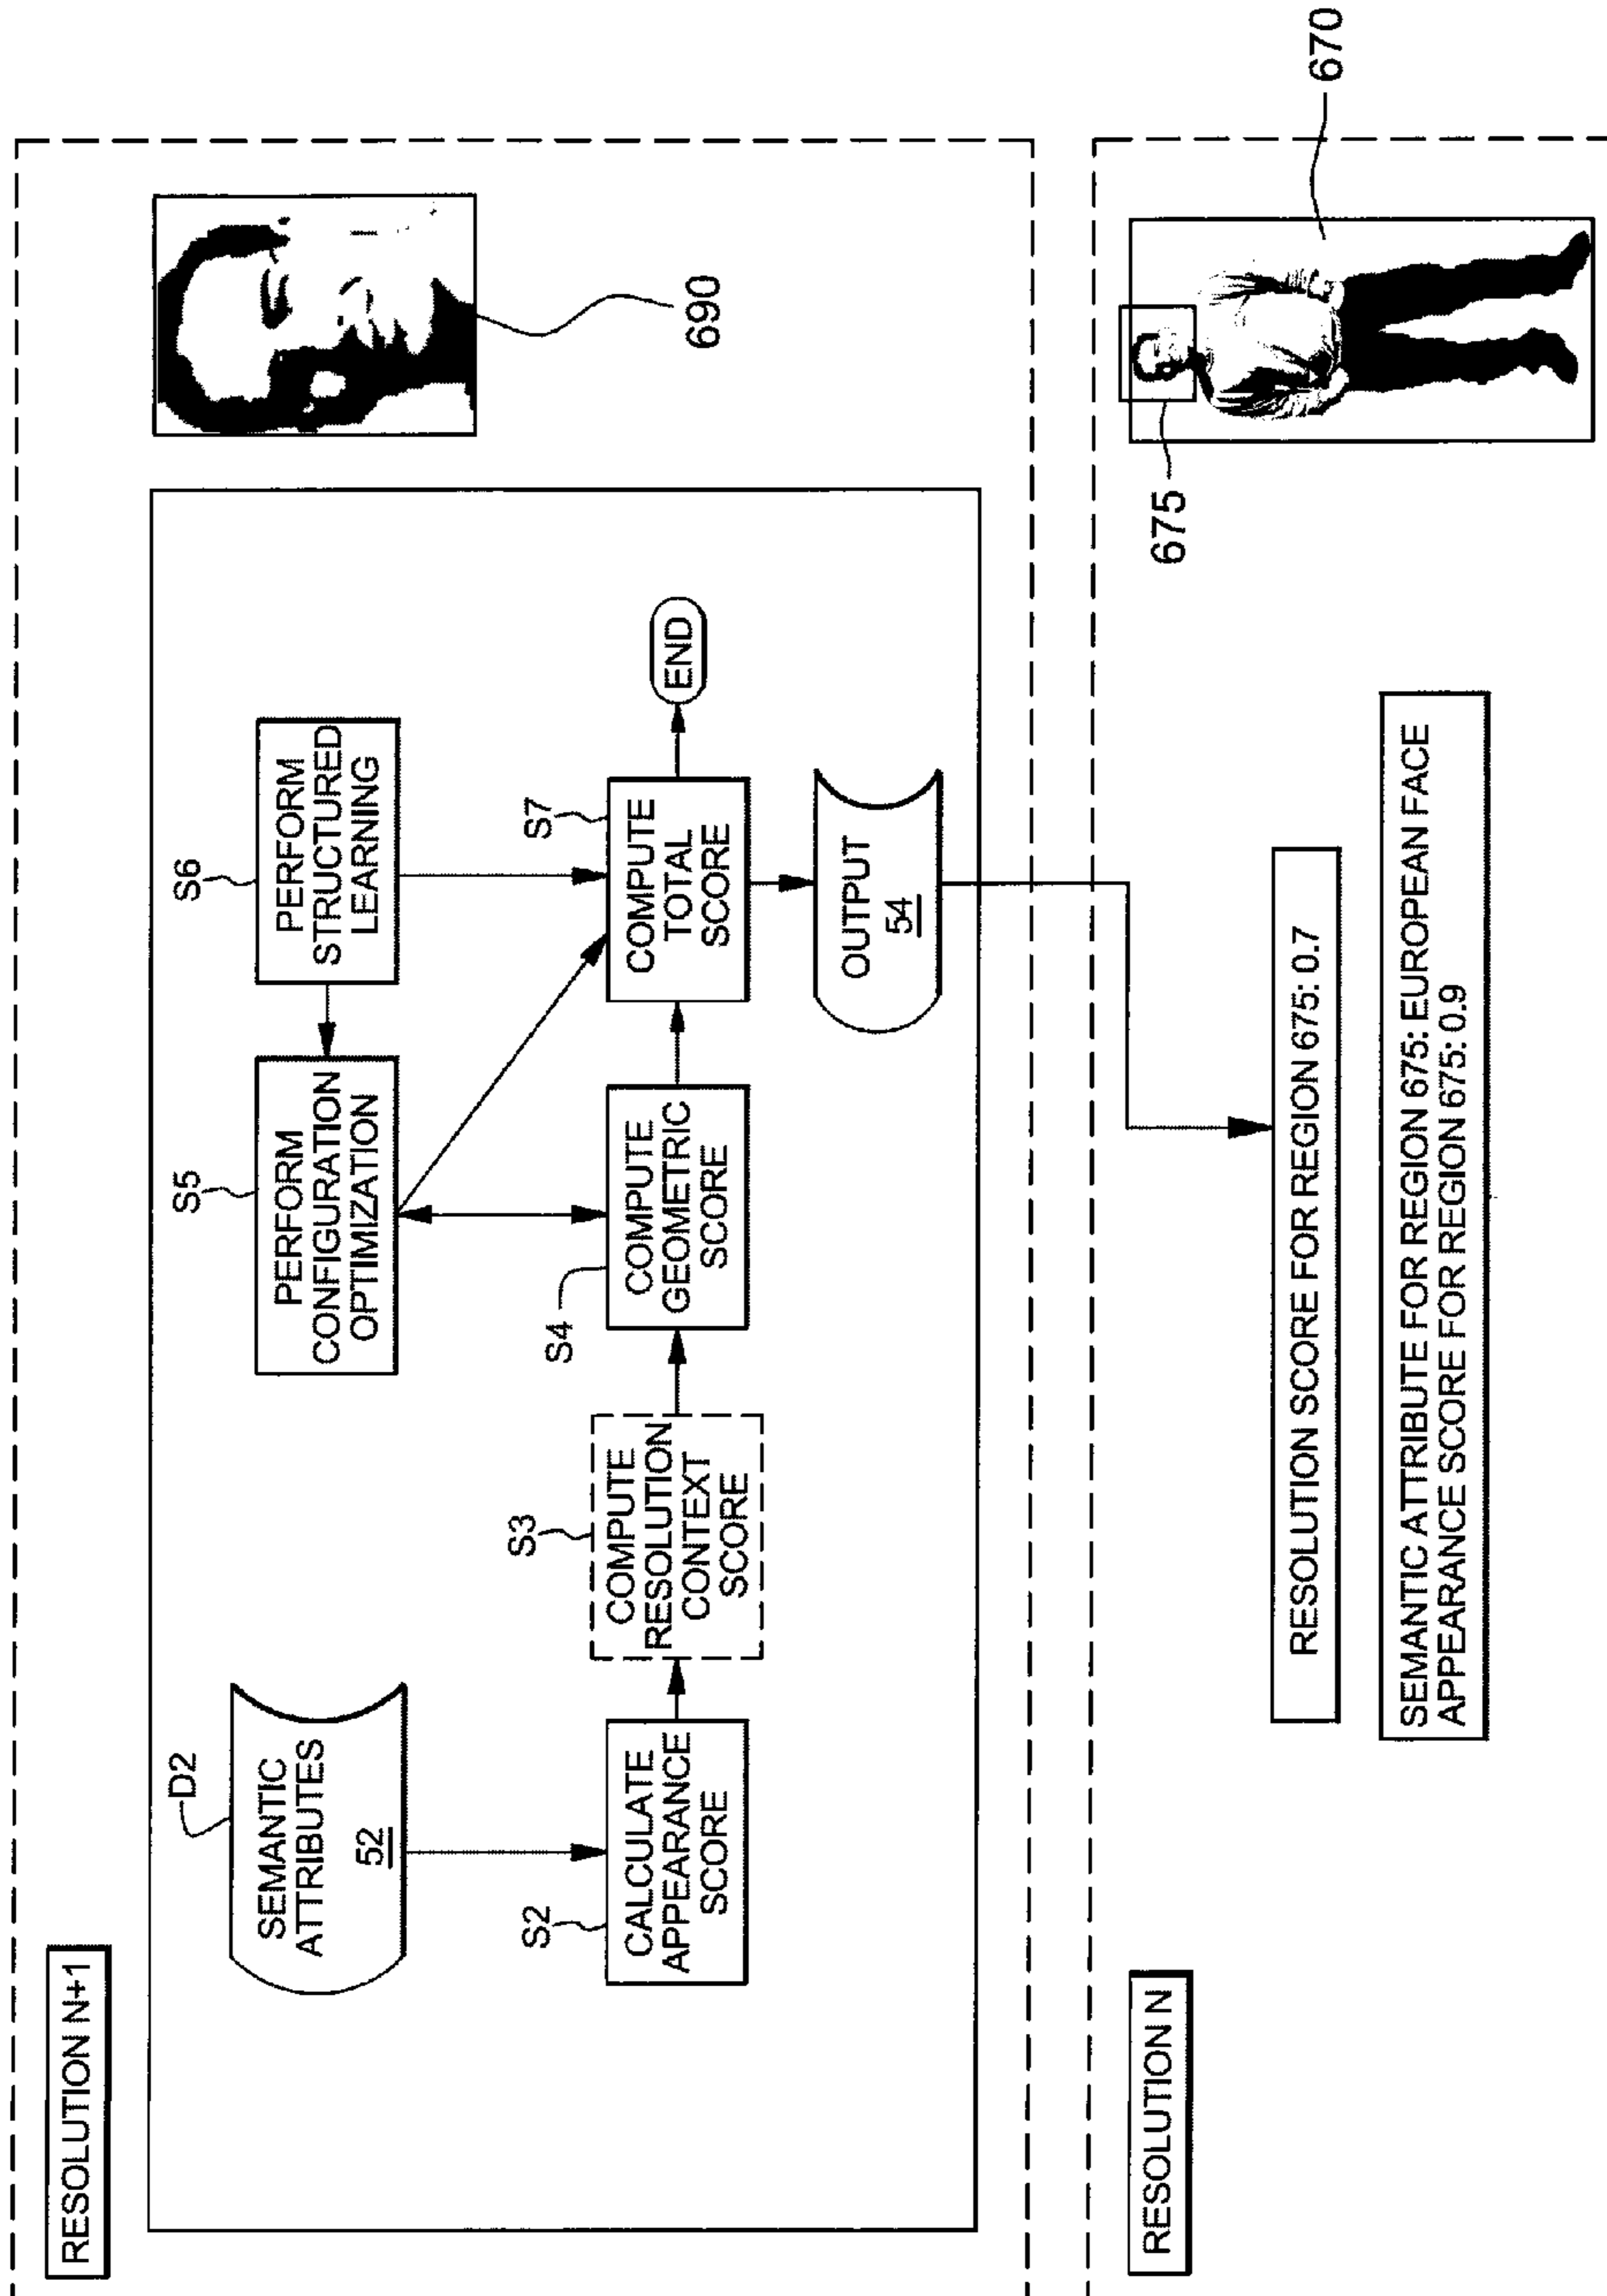 RESOLUTION N+1
D2
SEMANTIC
ATTRIBUTES
52
S5
PERFORM
CONFIGURATION
OPTIMIZATION
S6
PERFORM
STRUCTURED
LEARNING
S2
CALCULATE
APPEARANCE
SCORE
S3
COMPUTE
RESOLUTION
CONTEXT
SCORE
S4
COMPUTE
GEOMETRIC
SCORE
S7
COMPUTE
TOTAL
SCORE
END
OUTPUT
54
690
RESOLUTION N
RESOLUTION SCORE FOR REGION 675: 0.7
SEMANTIC ATTRIBUTE FOR REGION 675: EUROPEAN FACE
APPEARANCE SCORE FOR REGION 675: 0.9
675
670